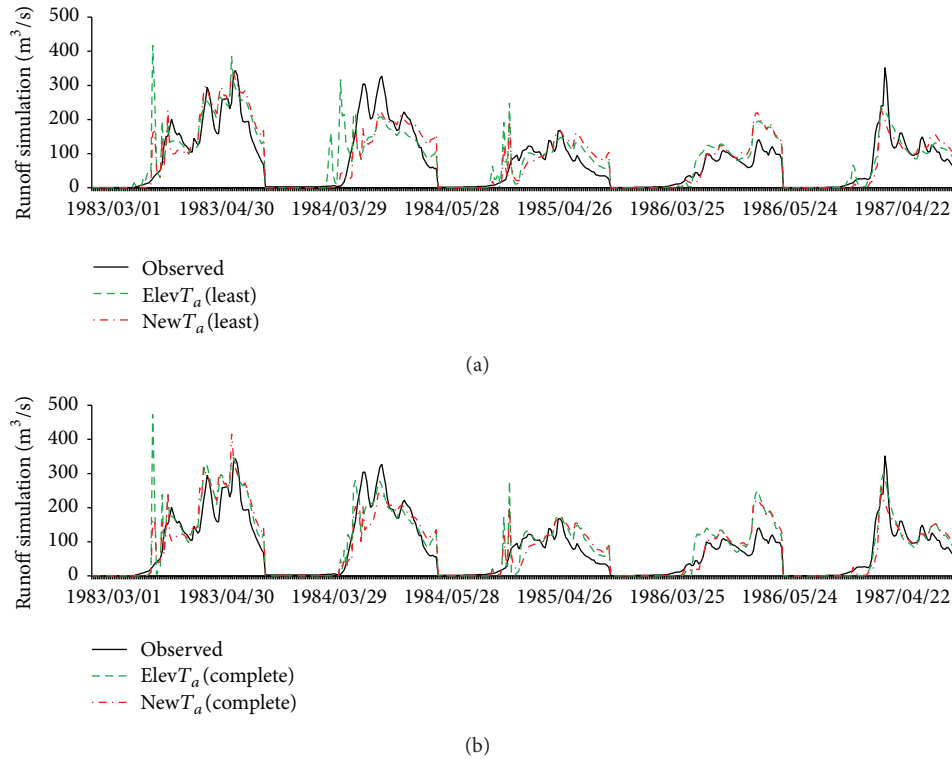 500
400
300
200
100
0
Runoff simulation (m³/s)
1983/03/01 1983/04/30 1984/03/29 1984/05/28 1985/04/26 1986/03/25 1986/05/24 1987/04/22
Observed
ElevTₐ (least)
NewTₐ (least)
(a)
500
400
300
200
100
0
Runoff simulation (m³/s)
1983/03/01 1983/04/30 1984/03/29 1984/05/28 1985/04/26 1986/03/25 1986/05/24 1987/04/22
Observed
ElevTₐ (complete)
NewTₐ (complete)
(b)